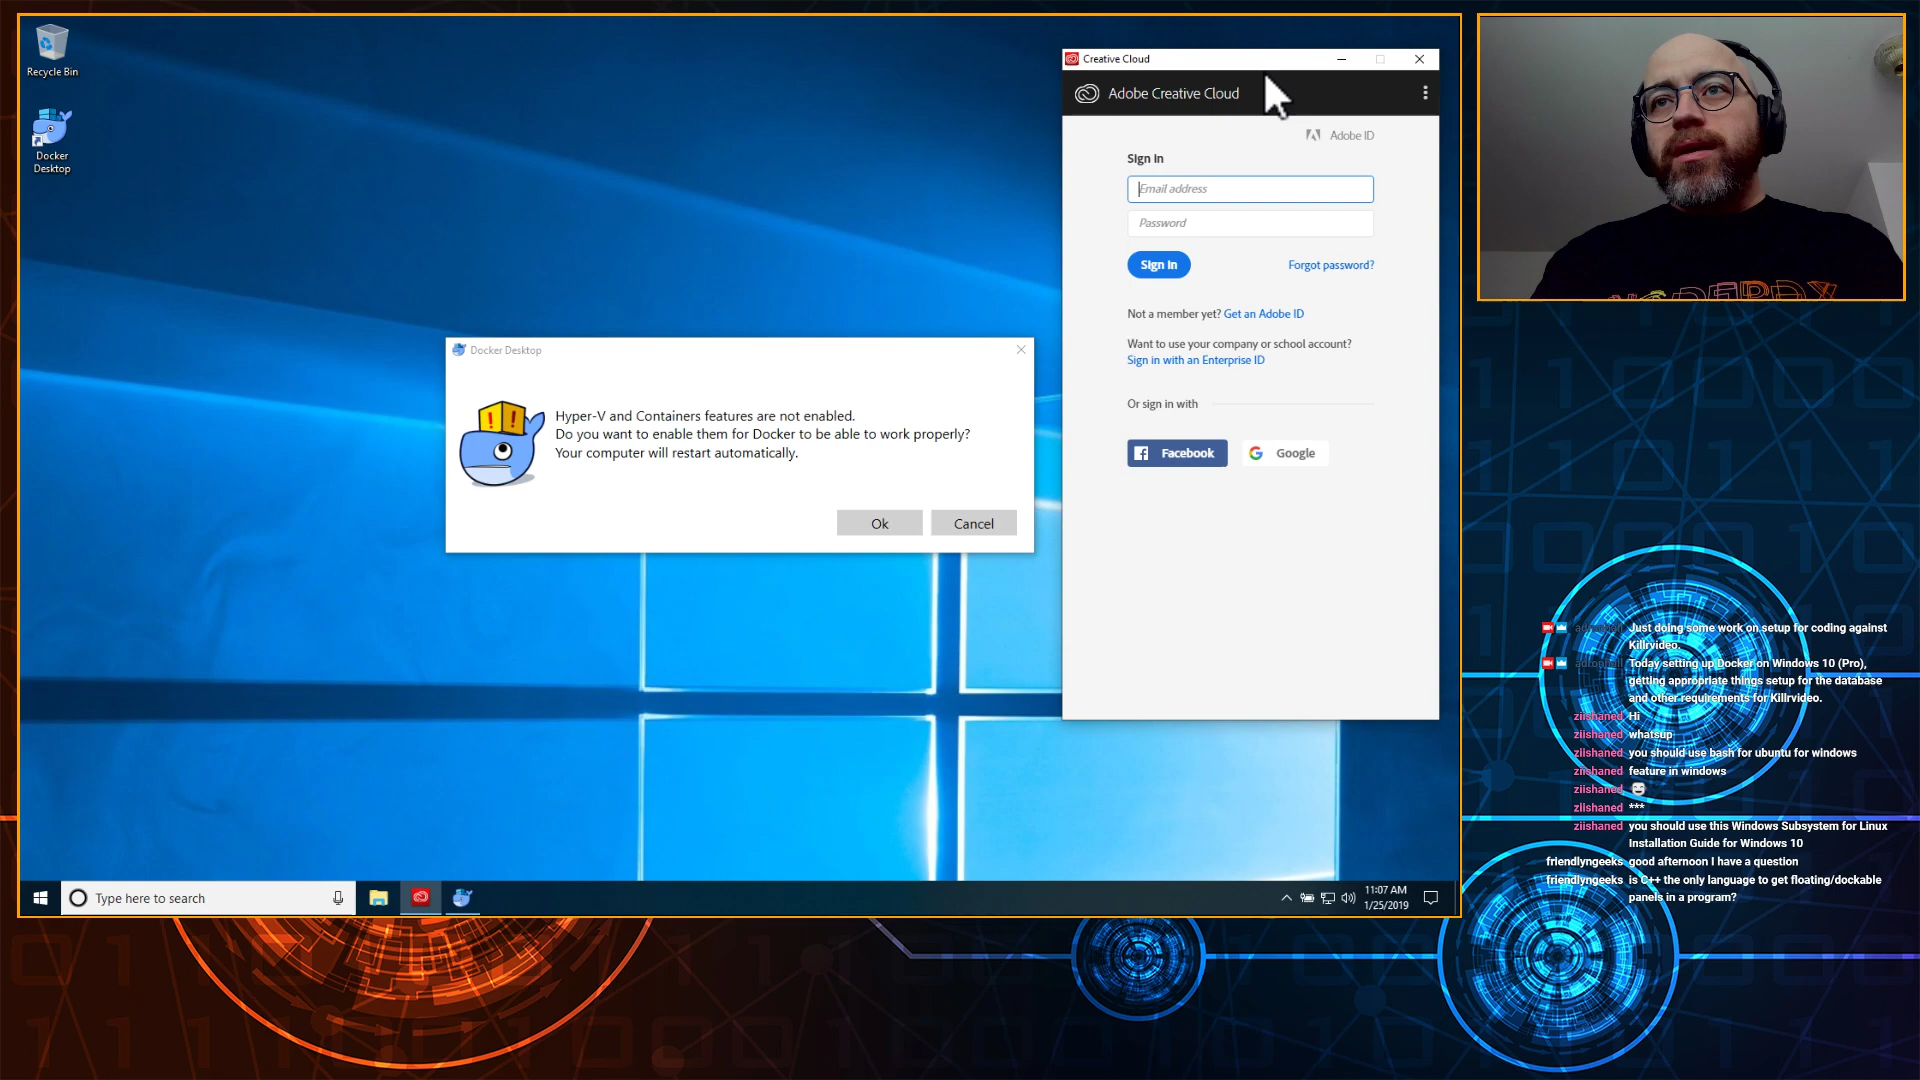 Recycle Bin
Docker
Desktop
Creative Cloud
Adobe Creative Cloud
Adobe ID
Sign in
Email address
Password
Sign in
Forgot password?
Not a member yet? Get an Adobe ID
Want to use your company or school account?
Sign in with an Enterprise ID
Or sign in with
Facebook
Google
Docker Desktop
Hyper-V and Containers features are not enabled.
Do you want to enable them for Docker to be able to work properly?
Your computer will restart automatically.
Ok
Cancel
Type here to search
11:07 AM
1/25/2019
Just doing some work on setup for coding against
Killrvideo.
Today setting up Docker on Windows 10 (Pro),
getting appropriate things setup for the database
and other requirements for Killrvideo.
ziishaned Hi
ziishaned whatsup
ziishaned you should use bash for ubuntu for windows
ziishaned feature in windows
ziishaned
ziishaned ***
ziishaned you should use this Windows Subsystem for Linux
Installation Guide for Windows 10
friendlyngeeks good afternoon I have a question
friendlyngeeks is C++ the only language to get floating/dockable
panels in a program?